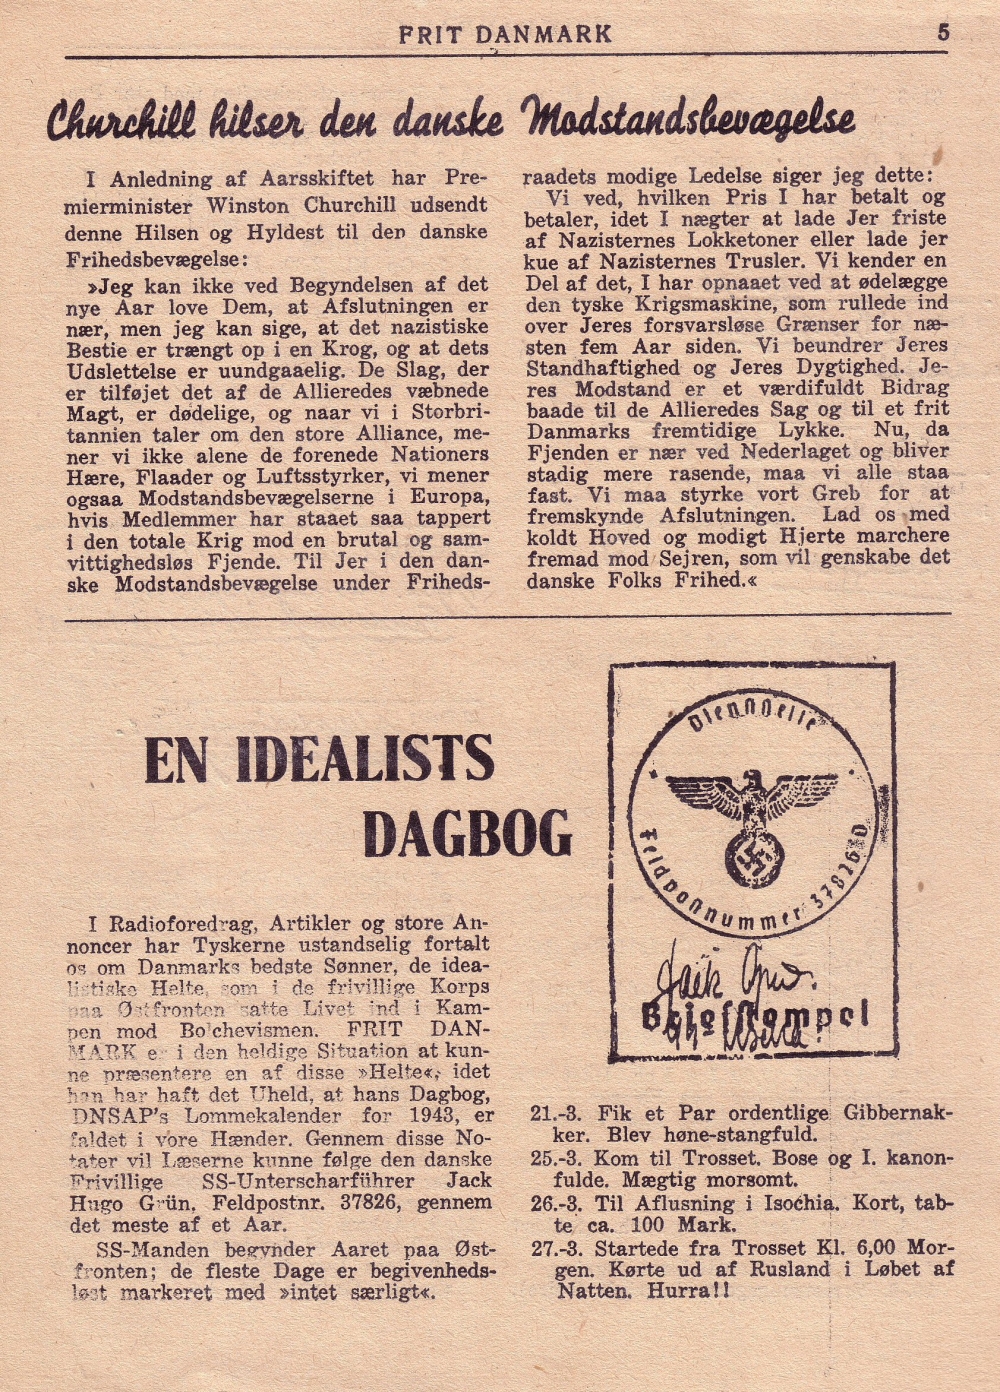 FRIT DANMARK
5
Churchill hilser den danske Modstandsbevægelse
I Anledning af Aarsskiftet har Pre-
mierminister Winston Churchill udsendt
denne Hilsen og Hyldest til den danske
Frihedsbevægelse:
»Jeg kan ikke ved Begyndelsen af det
nye Aar love Dem, at Afslutningen er
nær, men jeg kan sige, at det nazistiske
Bestie er trængt op i en Krog, og at dets
Udslettelse er uundgaaelig. De Slag, der
er tilføjet det af de Allieredes væbnede
Magt, er dødelige, og naar vi i Storbri-
tannien taler om den store Alliance, me-
ner vi ikke alene de forenede Nationers
Hære, Flaader og Luftsstyrker, vi mener
ogsaa Modstandsbevægelserne i Europa,
hvis Medlemmer har staaet saa tappert
i den totale Krig mod en brutal og sam-
vittighedsløs Fjende. Til Jer i den dan-
ske Modstandsbevægelse under Friheds-
raadets modige Ledelse siger jeg dette:
Vi ved, hvilken Pris I har betalt og
betaler, idet I nægter at lade Jer friste
af Nazisternes Lokketoner eller lade jer
kue af Nazisternes Trusler. Vi kender en
Del af det, I har opnaaet ved at ødelægge
den tyske Krigsmaskine, som rullede ind
over Jeres forsvarsløse Grænser for næ-
sten fem Aar siden. Vi beundrer Jeres
Standhaftighed og Jeres Dygtighed. Je-
res Modstand er et værdifuldt Bidrag
baade til de Allieredes Sag og til et frit
Danmarks fremtidige Lykke. Nu, da
Fjenden er nær ved Nederlaget og bliver
stadig mere rasende, maa vi alle staa
fast. Vi maa styrke vort Greb for at
fremskynde Afslutningen. Lad os med
koldt Hoved og modigt Hjerte marchere
fremad mod Sejren, som vil genskabe det
danske Folks Frihed.«
EN IDEALISTS
DAGBOG
I Radioforedrag, Artikler og store An-
noncer har Tyskerne ustandselig fortalt
os om Danmarks bedste Sønner, de idea-
listiske Helte, som i de frivillige Korps
paa Østfronten satte Livet ind i Kam-
pen mod Bolchevismen. FRIT DAN-
MARK er i den heldige Situation at kun-
ne præsentere en af disse »Helte«, idet
han har haft det Uheld, at hans Dagbog,
DNSAP's Lommekalender for 1943, er
faldet i vore Hænder. Gennem disse No-
tater vil Læserne kunne følge den danske
Frivillige SS-Unterscharführer Jack
Hugo Grün, Feldpostnr. 37826, gennem
det meste af et Aar.
SS-Manden begynder Aaret paa Øst-
fronten; de fleste Dage er begivenheds-
løst markeret med »intet særligt«.
Briefstempel
21.-3. Fik et Par ordentlige Gibbernak-
ker. Blev høne-stangfuld.
25.-3. Kom til Trosset. Bose og I. kanon-
fulde. Mægtig morsomt.
26.-3. Til Aflusning i Isochia. Kort, tab-
te ca. 100 Mark.
27.-3. Startede fra Trosset Kl. 6,00 Mor-
gen. Kørte ud af Rusland i Løbet af
Natten. Hurra!!